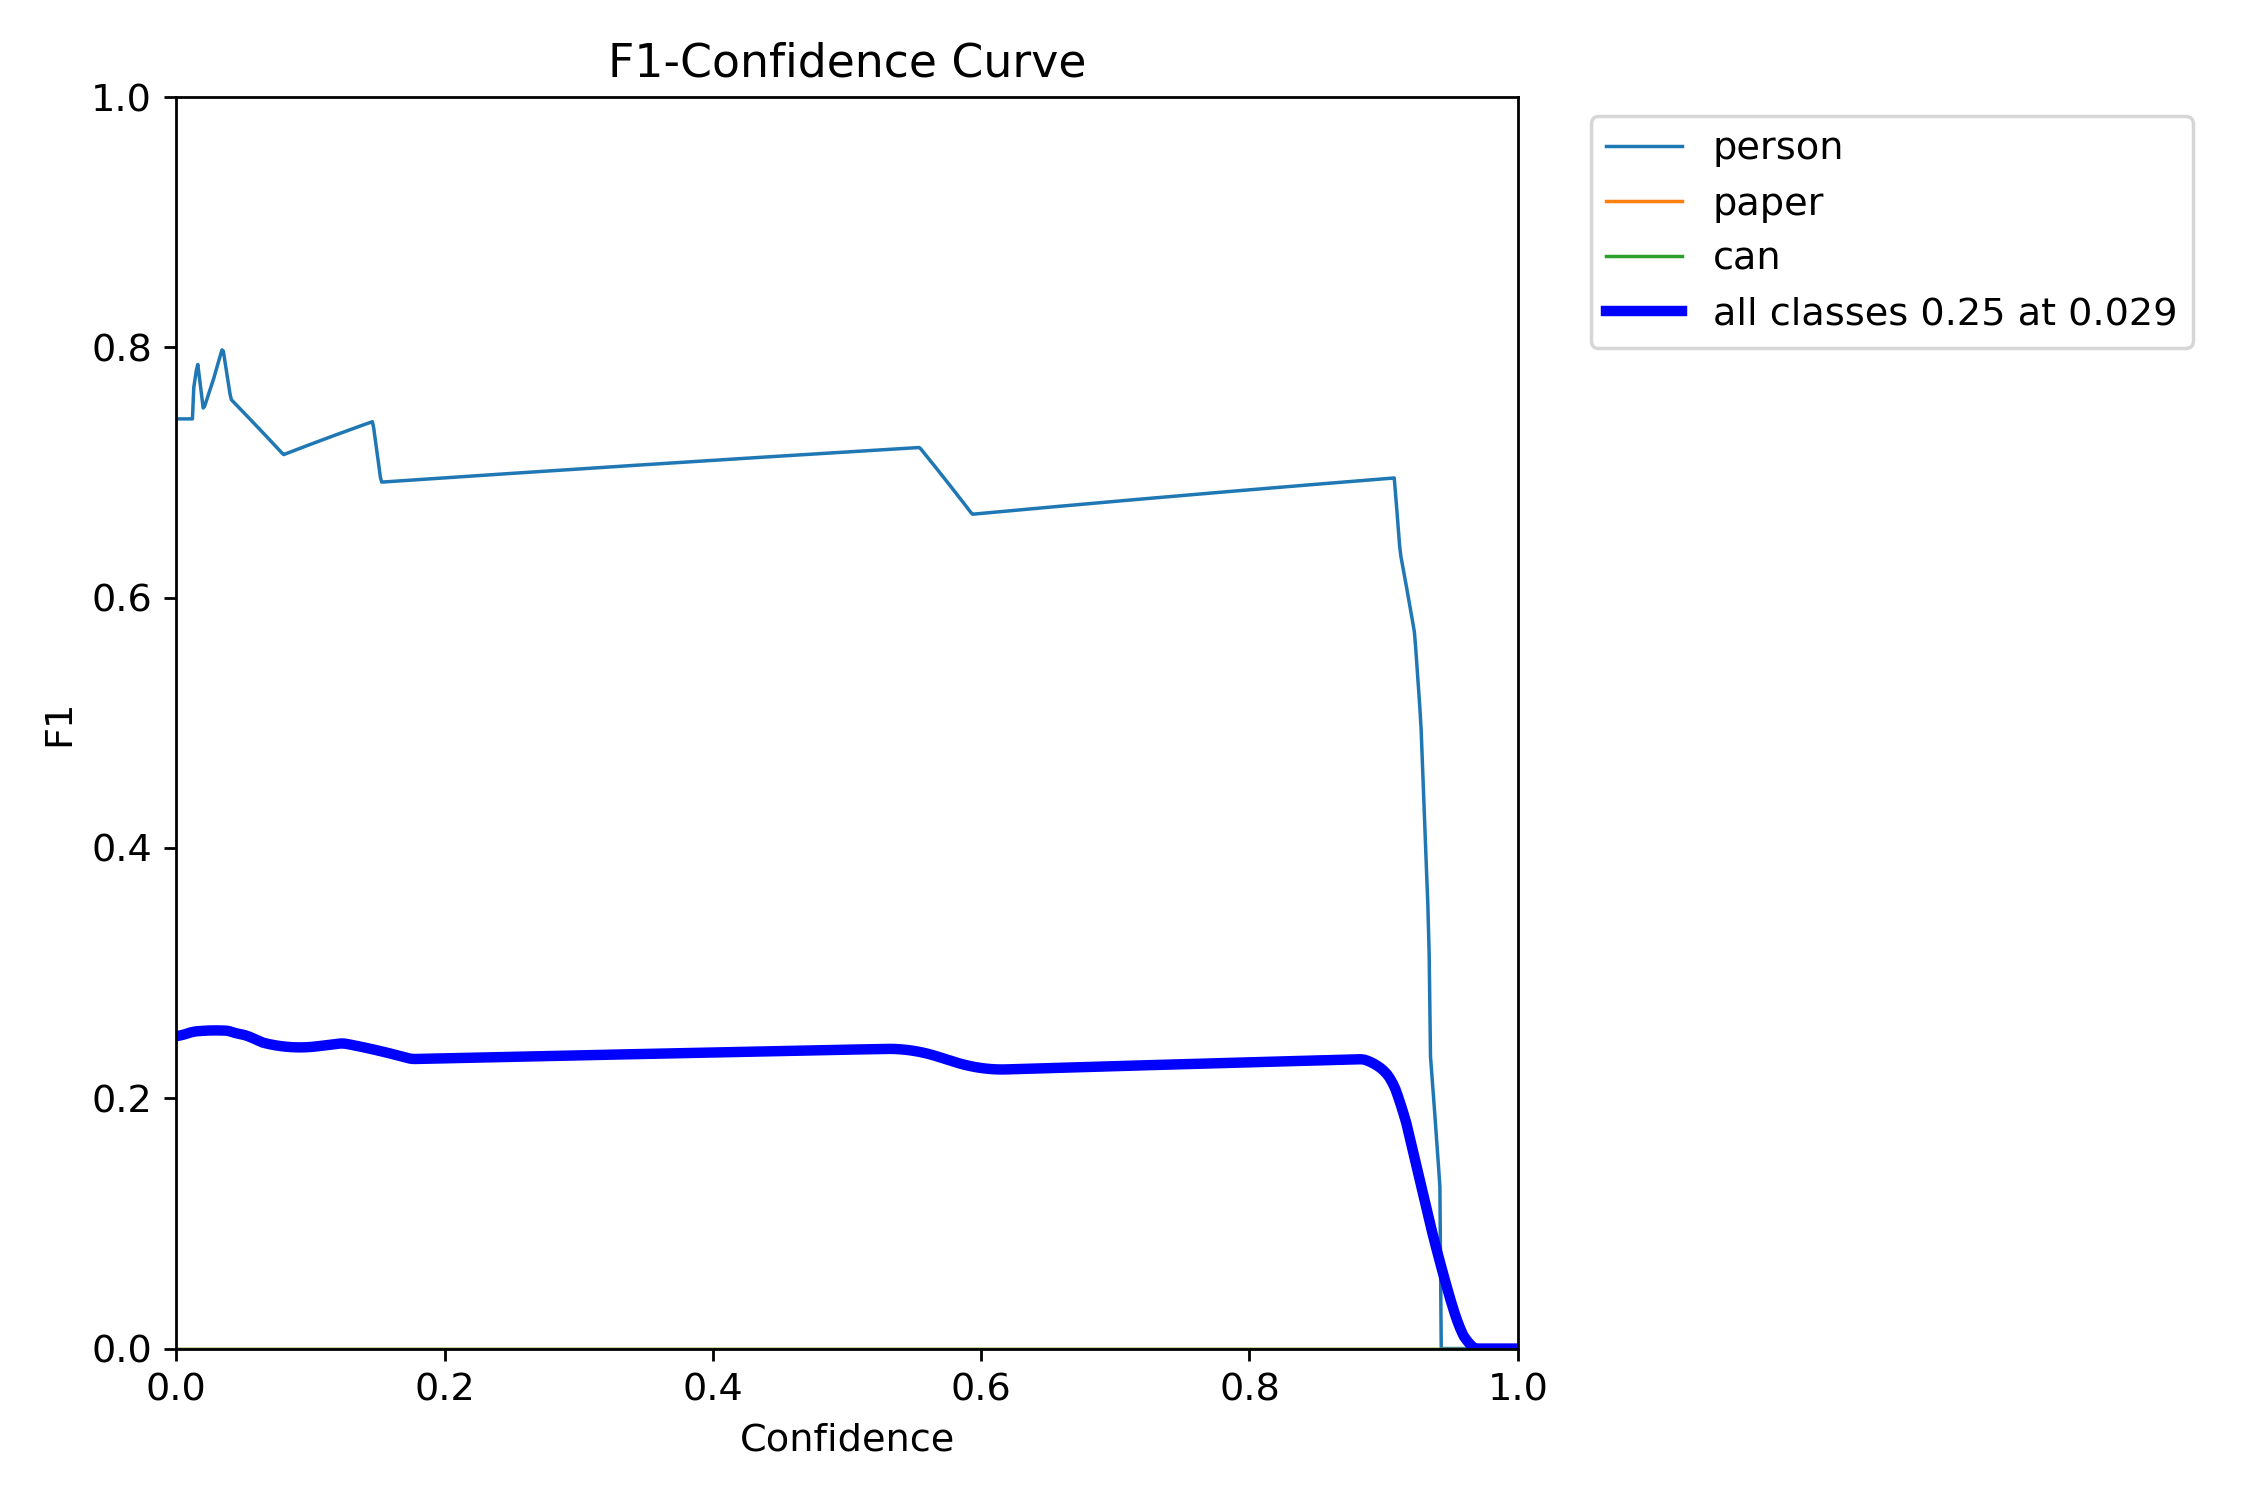 F1-Confidence Curve
1.0
0.8
0.6
0.4
0.2
0.0
F1
0.0 0.2 0.4 0.6 0.8 1.0
Confidence
person
paper
can
all classes 0.25 at 0.029